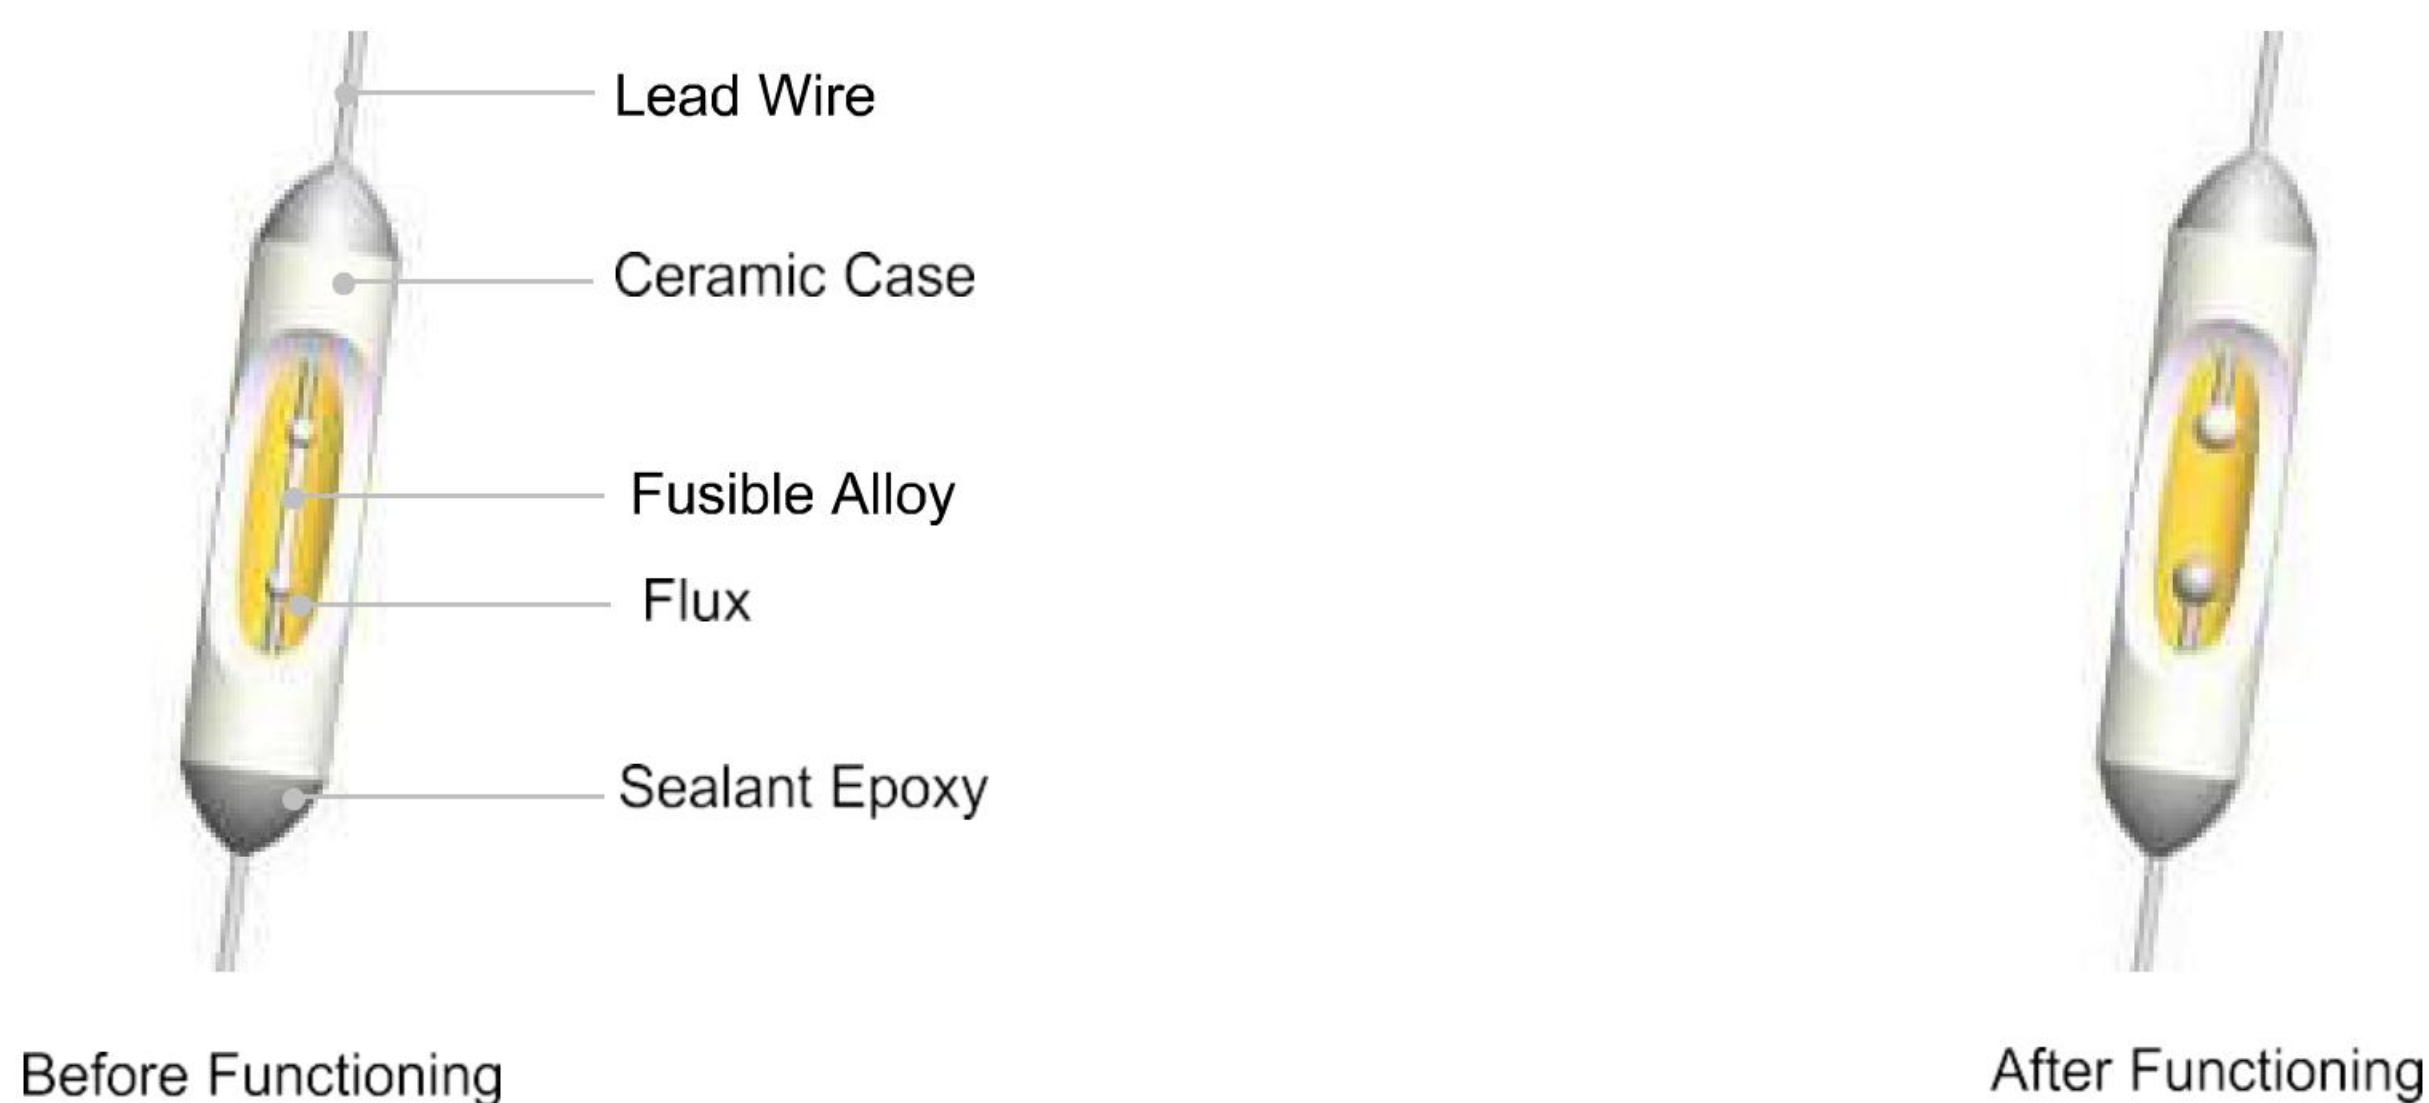 Lead Wire
Ceramic Case
Fusible Alloy
Flux
Sealant Epoxy
Before Functioning
After Functioning